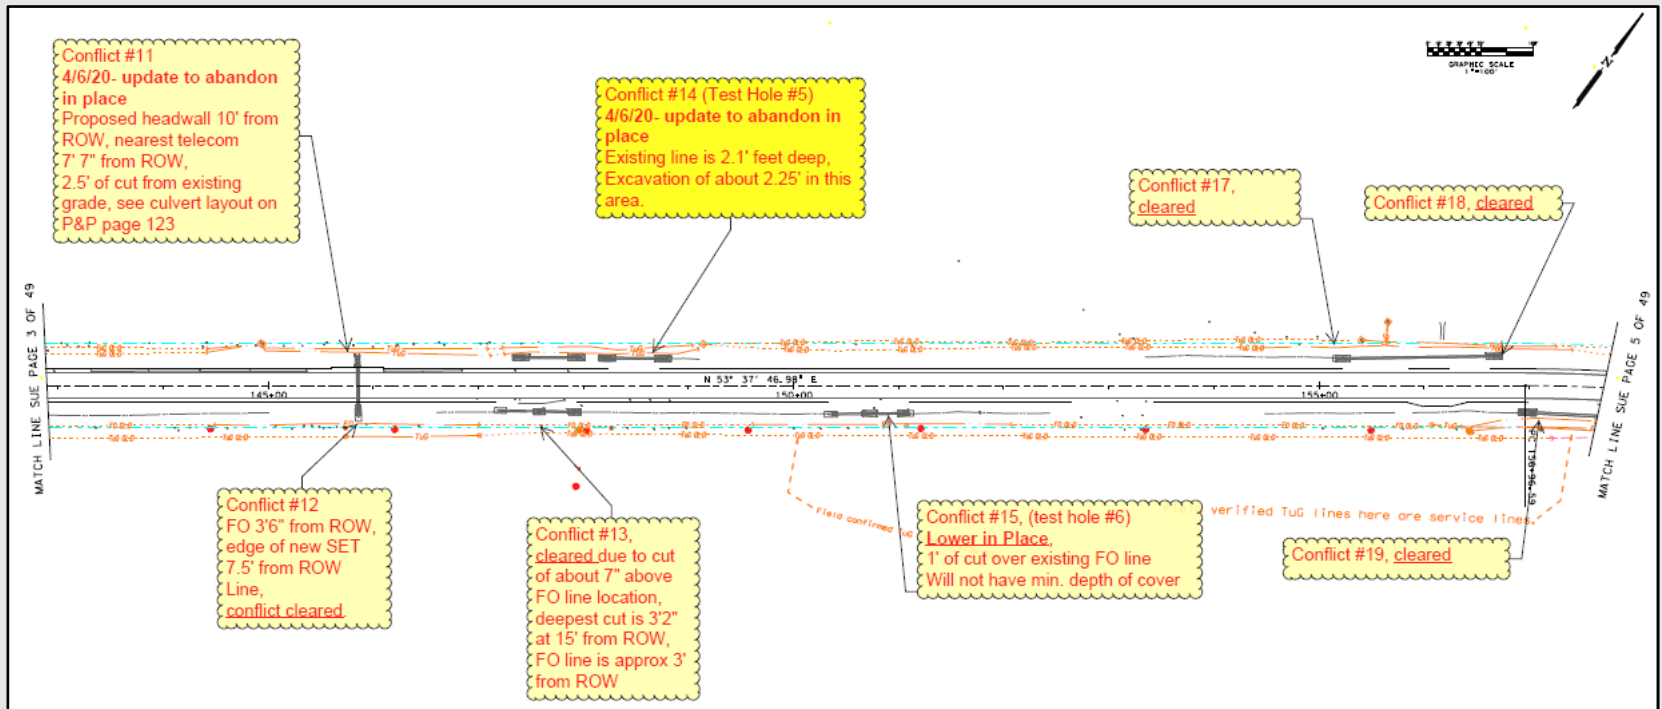 Conflict #11
4/6/20- update to abandon
in place
Proposed headwall 10' from
ROW, nearest telecom
7' 7" from ROW,
2.5' of cut from existing
grade, see culvert layout on
P&P page 123
Conflict #14 (Test Hole #5)
4/6/20- update to abandon in
place
Existing line is 2.1' feet deep,
Excavation of about 2.25' in this
area.
Conflict #17,
cleared
Conflict #18, cleared
GRAPHIC SCALE
1"=100'
N
MATCH LINE SUE PAGE 3 OF 49
MATCH LINE SUE PAGE 5 OF 49
N 53° 37' 46.98" E
145+00
150+00
155+00
PC 156+96.59
Conflict #12
FO 3'6" from ROW,
edge of new SET
7.5' from ROW
Line,
conflict cleared.
Conflict #13,
cleared due to cut
of about 7" above
FO line location,
deepest cut is 3'2"
at 15' from ROW,
FO line is approx 3'
from ROW
Field confirmed TuG
Conflict #15, (test hole #6)
Lower in Place,
1' of cut over existing FO line
Will not have min. depth of cover
verified TuG lines here are service lines.
Conflict #19, cleared